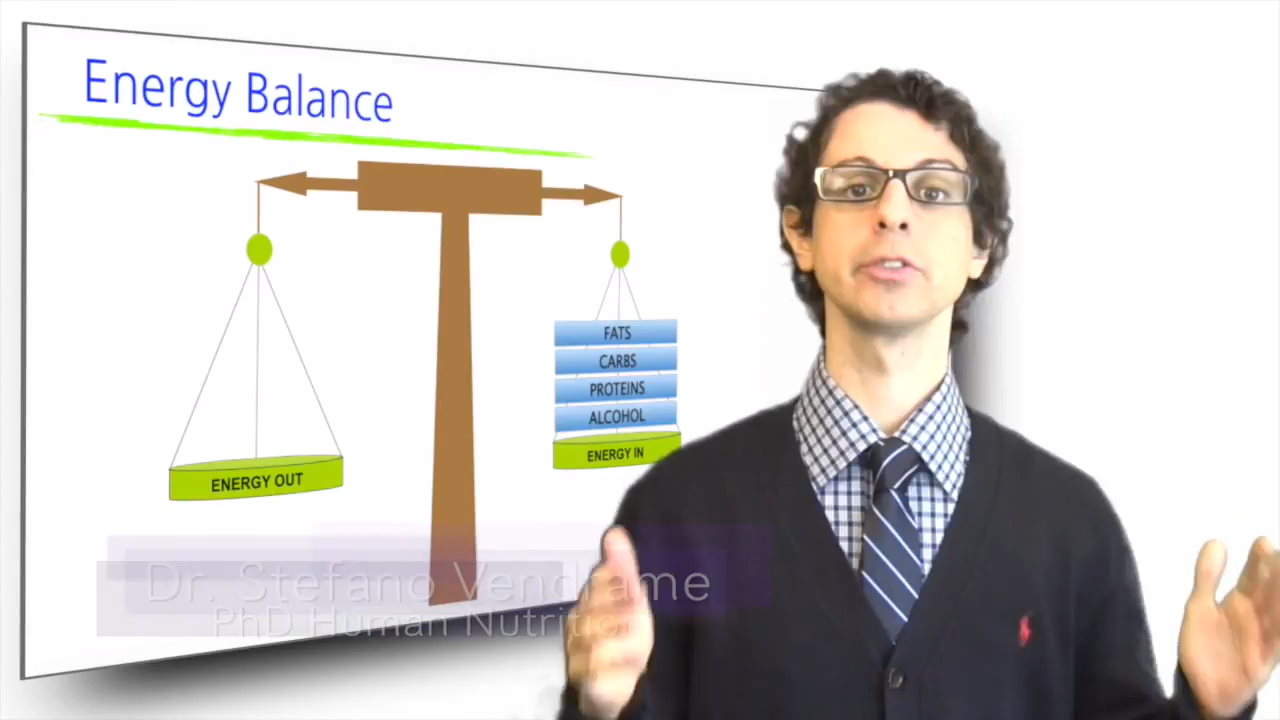 Energy Balance
FATS
CARBS
PROTEINS
ALCOHOL
ENERGY IN
ENERGY OUT
Dr. Stefano Vendrame
PhD Human Nutrition